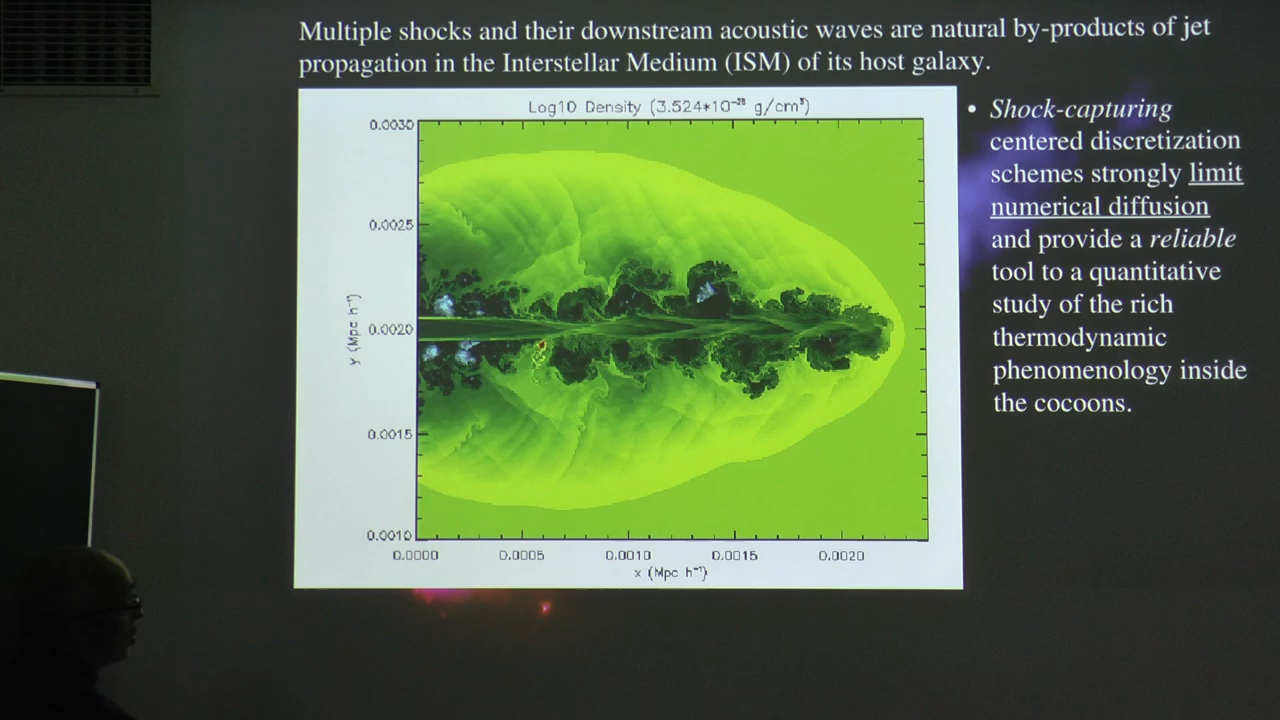 Multiple shocks and their downstream acoustic waves are natural by-products of jet
propagation in the Interstellar Medium (ISM) of its host galaxy.
Log10 Density (3.524*10⁻²⁸ g/cm³)
0.0030
0.0025
0.0020
0.0015
0.0010
y (Mpc h⁻¹)
0.0000 0.0005 0.0010 0.0015 0.0020
x (Mpc h⁻¹)
• Shock-capturing
centered discretization
schemes strongly limit
numerical diffusion
and provide a reliable
tool to a quantitative
study of the rich
thermodynamic
phenomenology inside
the cocoons.